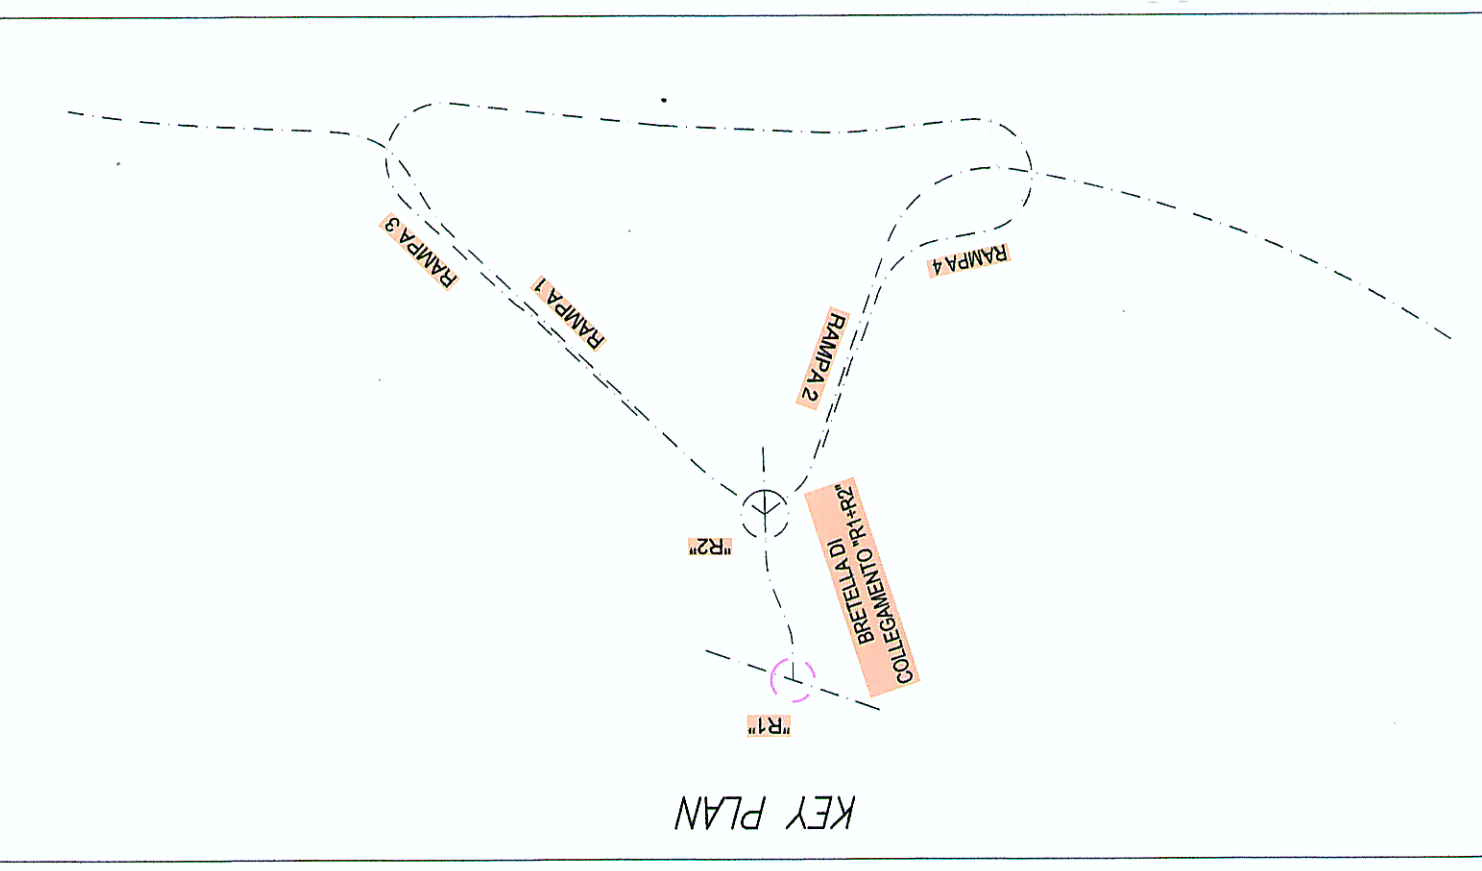 KEY PLAN
"R1"
BRETELLA DI
COLLEGAMENTO "R1+R2"
"R2"
RAMPA 2
RAMPA 1
RAMPA 4
RAMPA 3